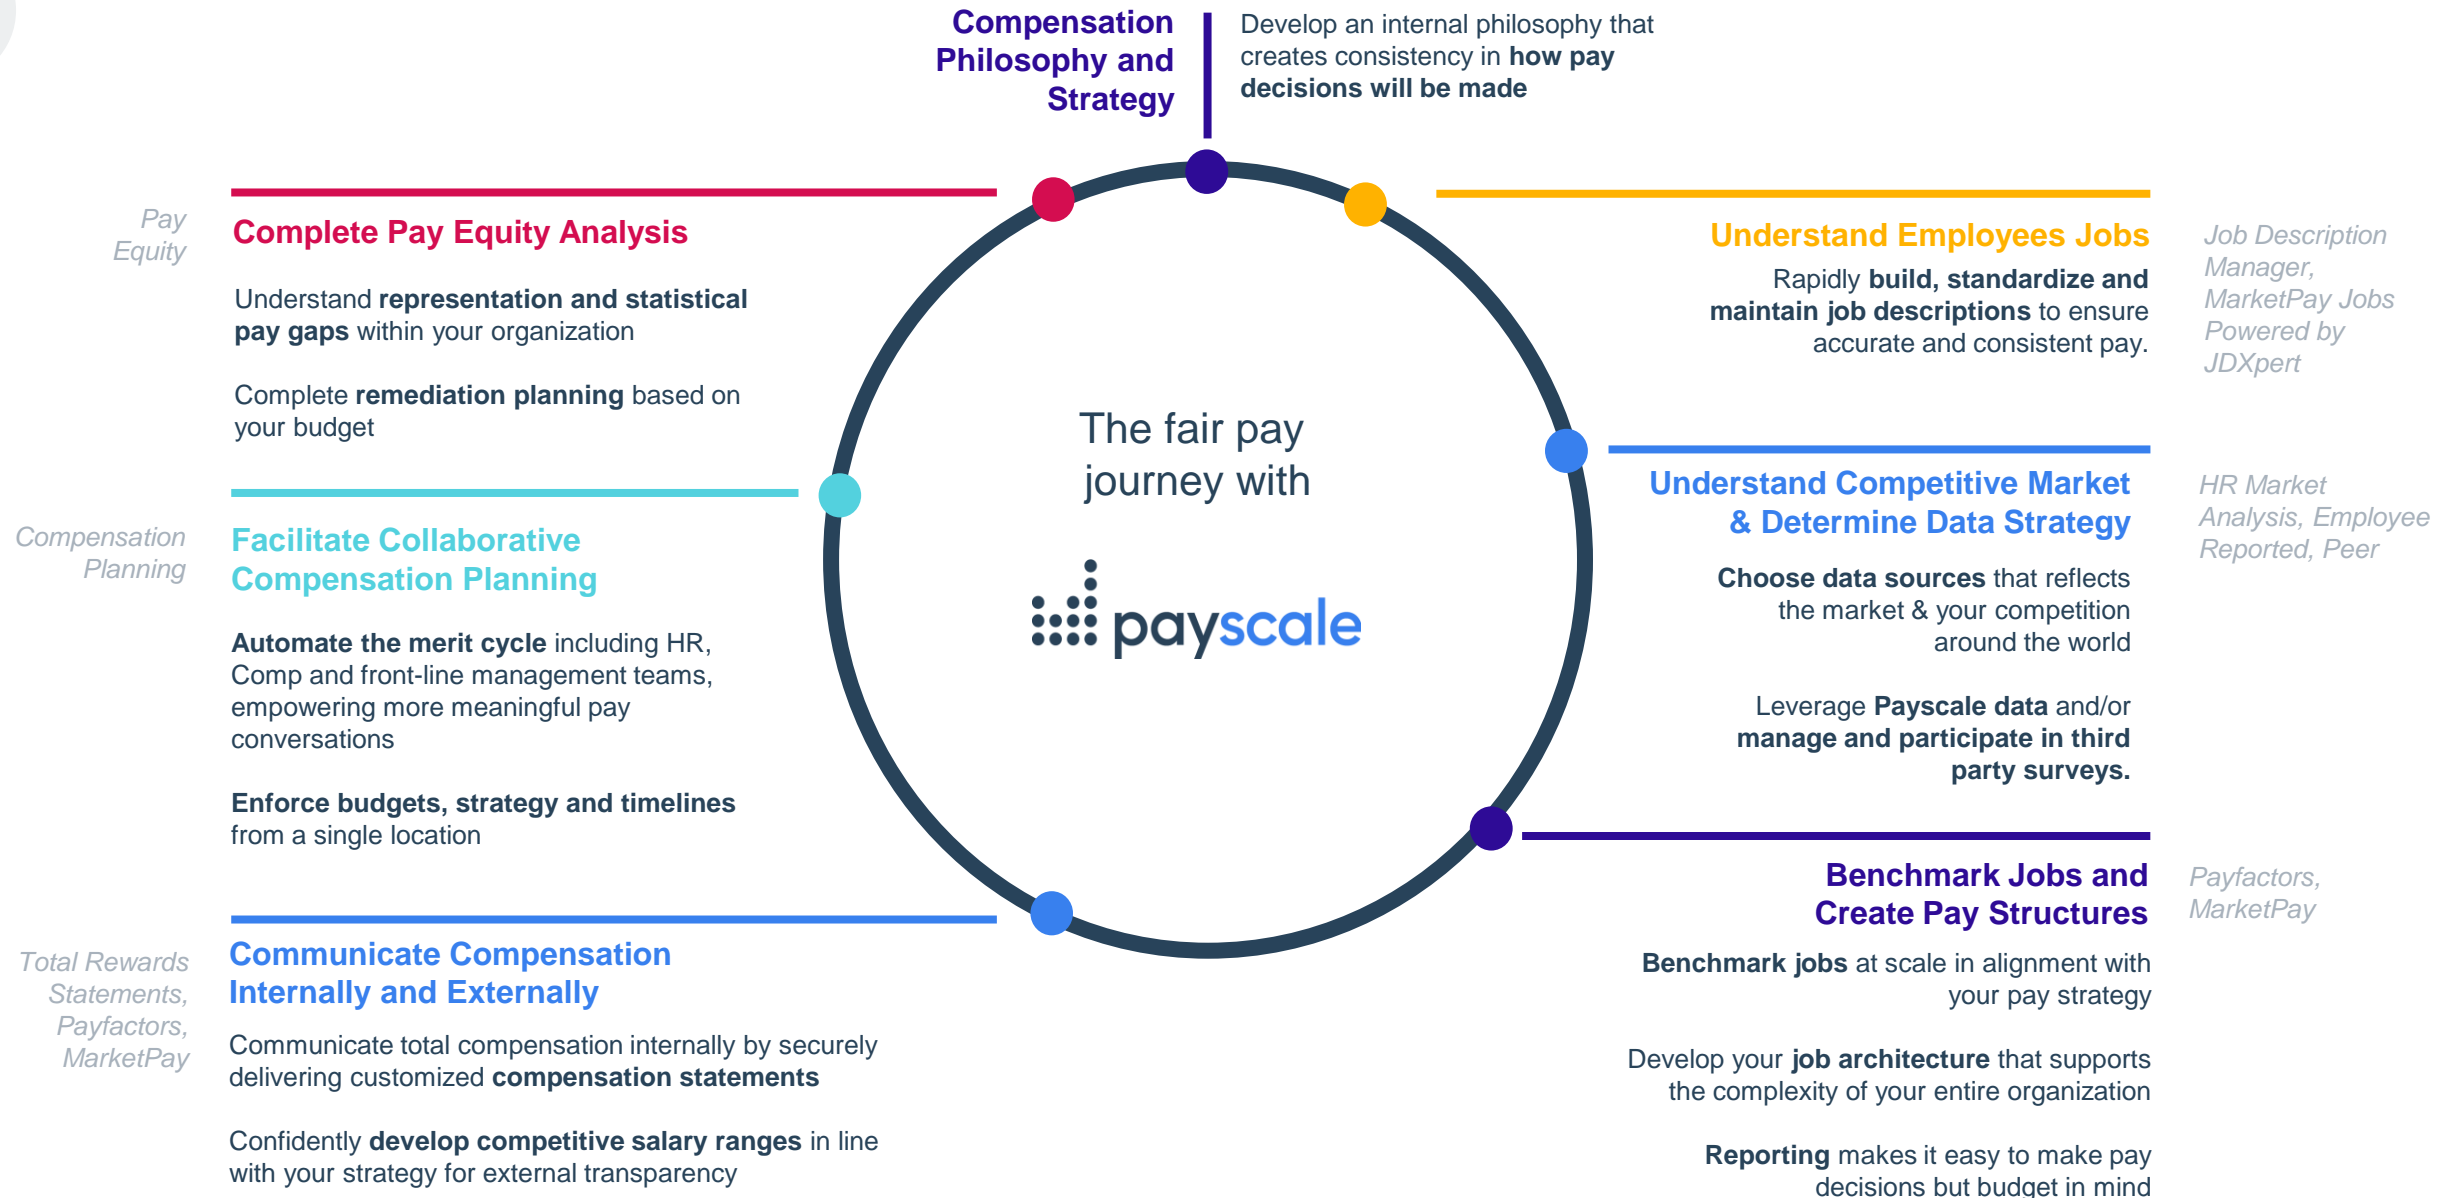 Compensation
Philosophy and
Strategy
Develop an internal philosophy that
creates consistency in how pay
decisions will be made
Understand Employees Jobs
Rapidly build, standardize and
maintain job descriptions to ensure
accurate and consistent pay.
Job Description
Manager,
MarketPay Jobs
Powered by
JDXpert
Understand Competitive Market
& Determine Data Strategy
Choose data sources that reflects
the market & your competition
around the world
Leverage Payscale data and/or
manage and participate in third
party surveys.
HR Market
Analysis, Employee
Reported, Peer
Benchmark Jobs and
Create Pay Structures
Benchmark jobs at scale in alignment with
your pay strategy
Develop your job architecture that supports
the complexity of your entire organization
Reporting makes it easy to make pay
decisions but budget in mind
Payfactors,
MarketPay
Communicate Compensation
Internally and Externally
Communicate total compensation internally by securely
delivering customized compensation statements
Confidently develop competitive salary ranges in line
with your strategy for external transparency
Total Rewards
Statements,
Payfactors,
MarketPay
Facilitate Collaborative
Compensation Planning
Automate the merit cycle including HR,
Comp and front-line management teams,
empowering more meaningful pay
conversations
Enforce budgets, strategy and timelines
from a single location
Compensation
Planning
Complete Pay Equity Analysis
Understand representation and statistical
pay gaps within your organization
Complete remediation planning based on
your budget
Pay
Equity
The fair pay
journey with
payscale